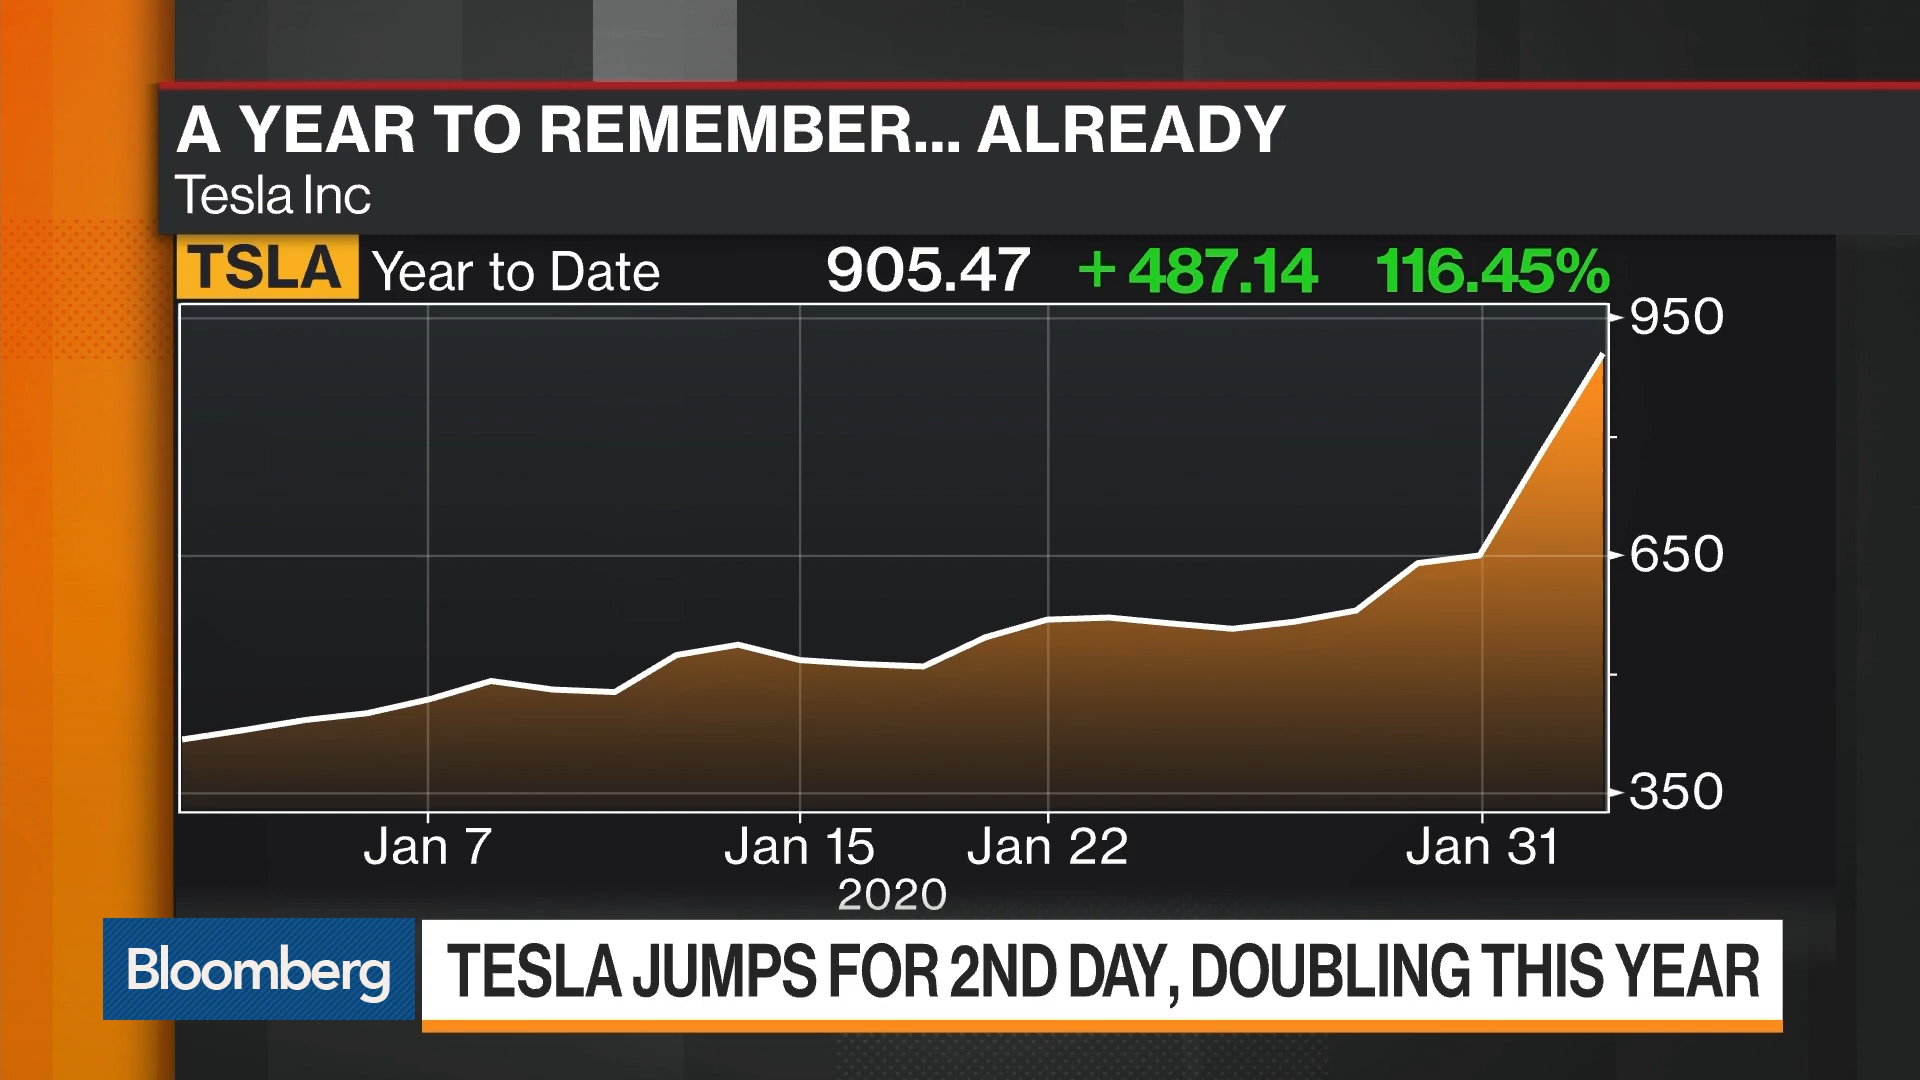 A YEAR TO REMEMBER... ALREADY
Tesla Inc
TSLA Year to Date 905.47 +487.14 116.45%
950
650
350
Jan 7 Jan 15 Jan 22 Jan 31
2020
Bloomberg TESLA JUMPS FOR 2ND DAY, DOUBLING THIS YEAR